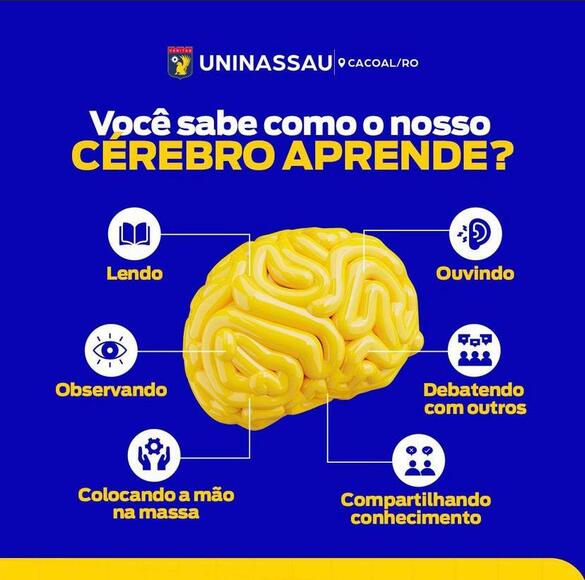 VERITAS
UNINASSAU
CACOAL/RO
Você sabe como o nosso
CÉREBRO APRENDE?
Lendo
Ouvindo
Observando
Debatendo
com outros
Colocando a mão
na massa
Compartilhando
conhecimento